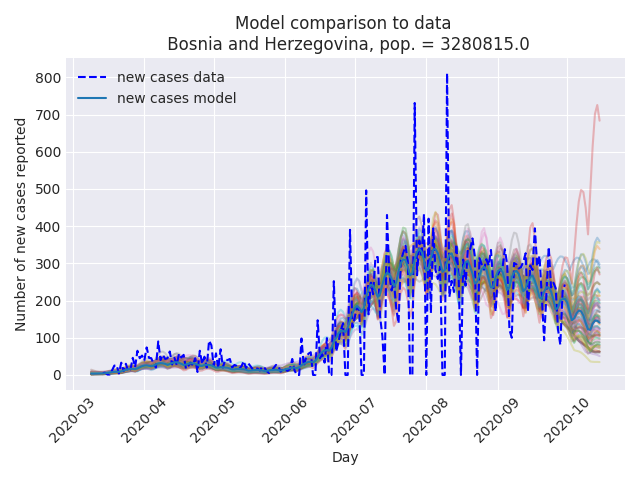 Model comparison to data
Bosnia and Herzegovina, pop. = 3280815.0
new cases data
new cases model
Number of new cases reported
800
700
600
500
400
300
200
100
0
2020-03
2020-04
2020-05
2020-06
2020-07
2020-08
2020-09
2020-10
Day